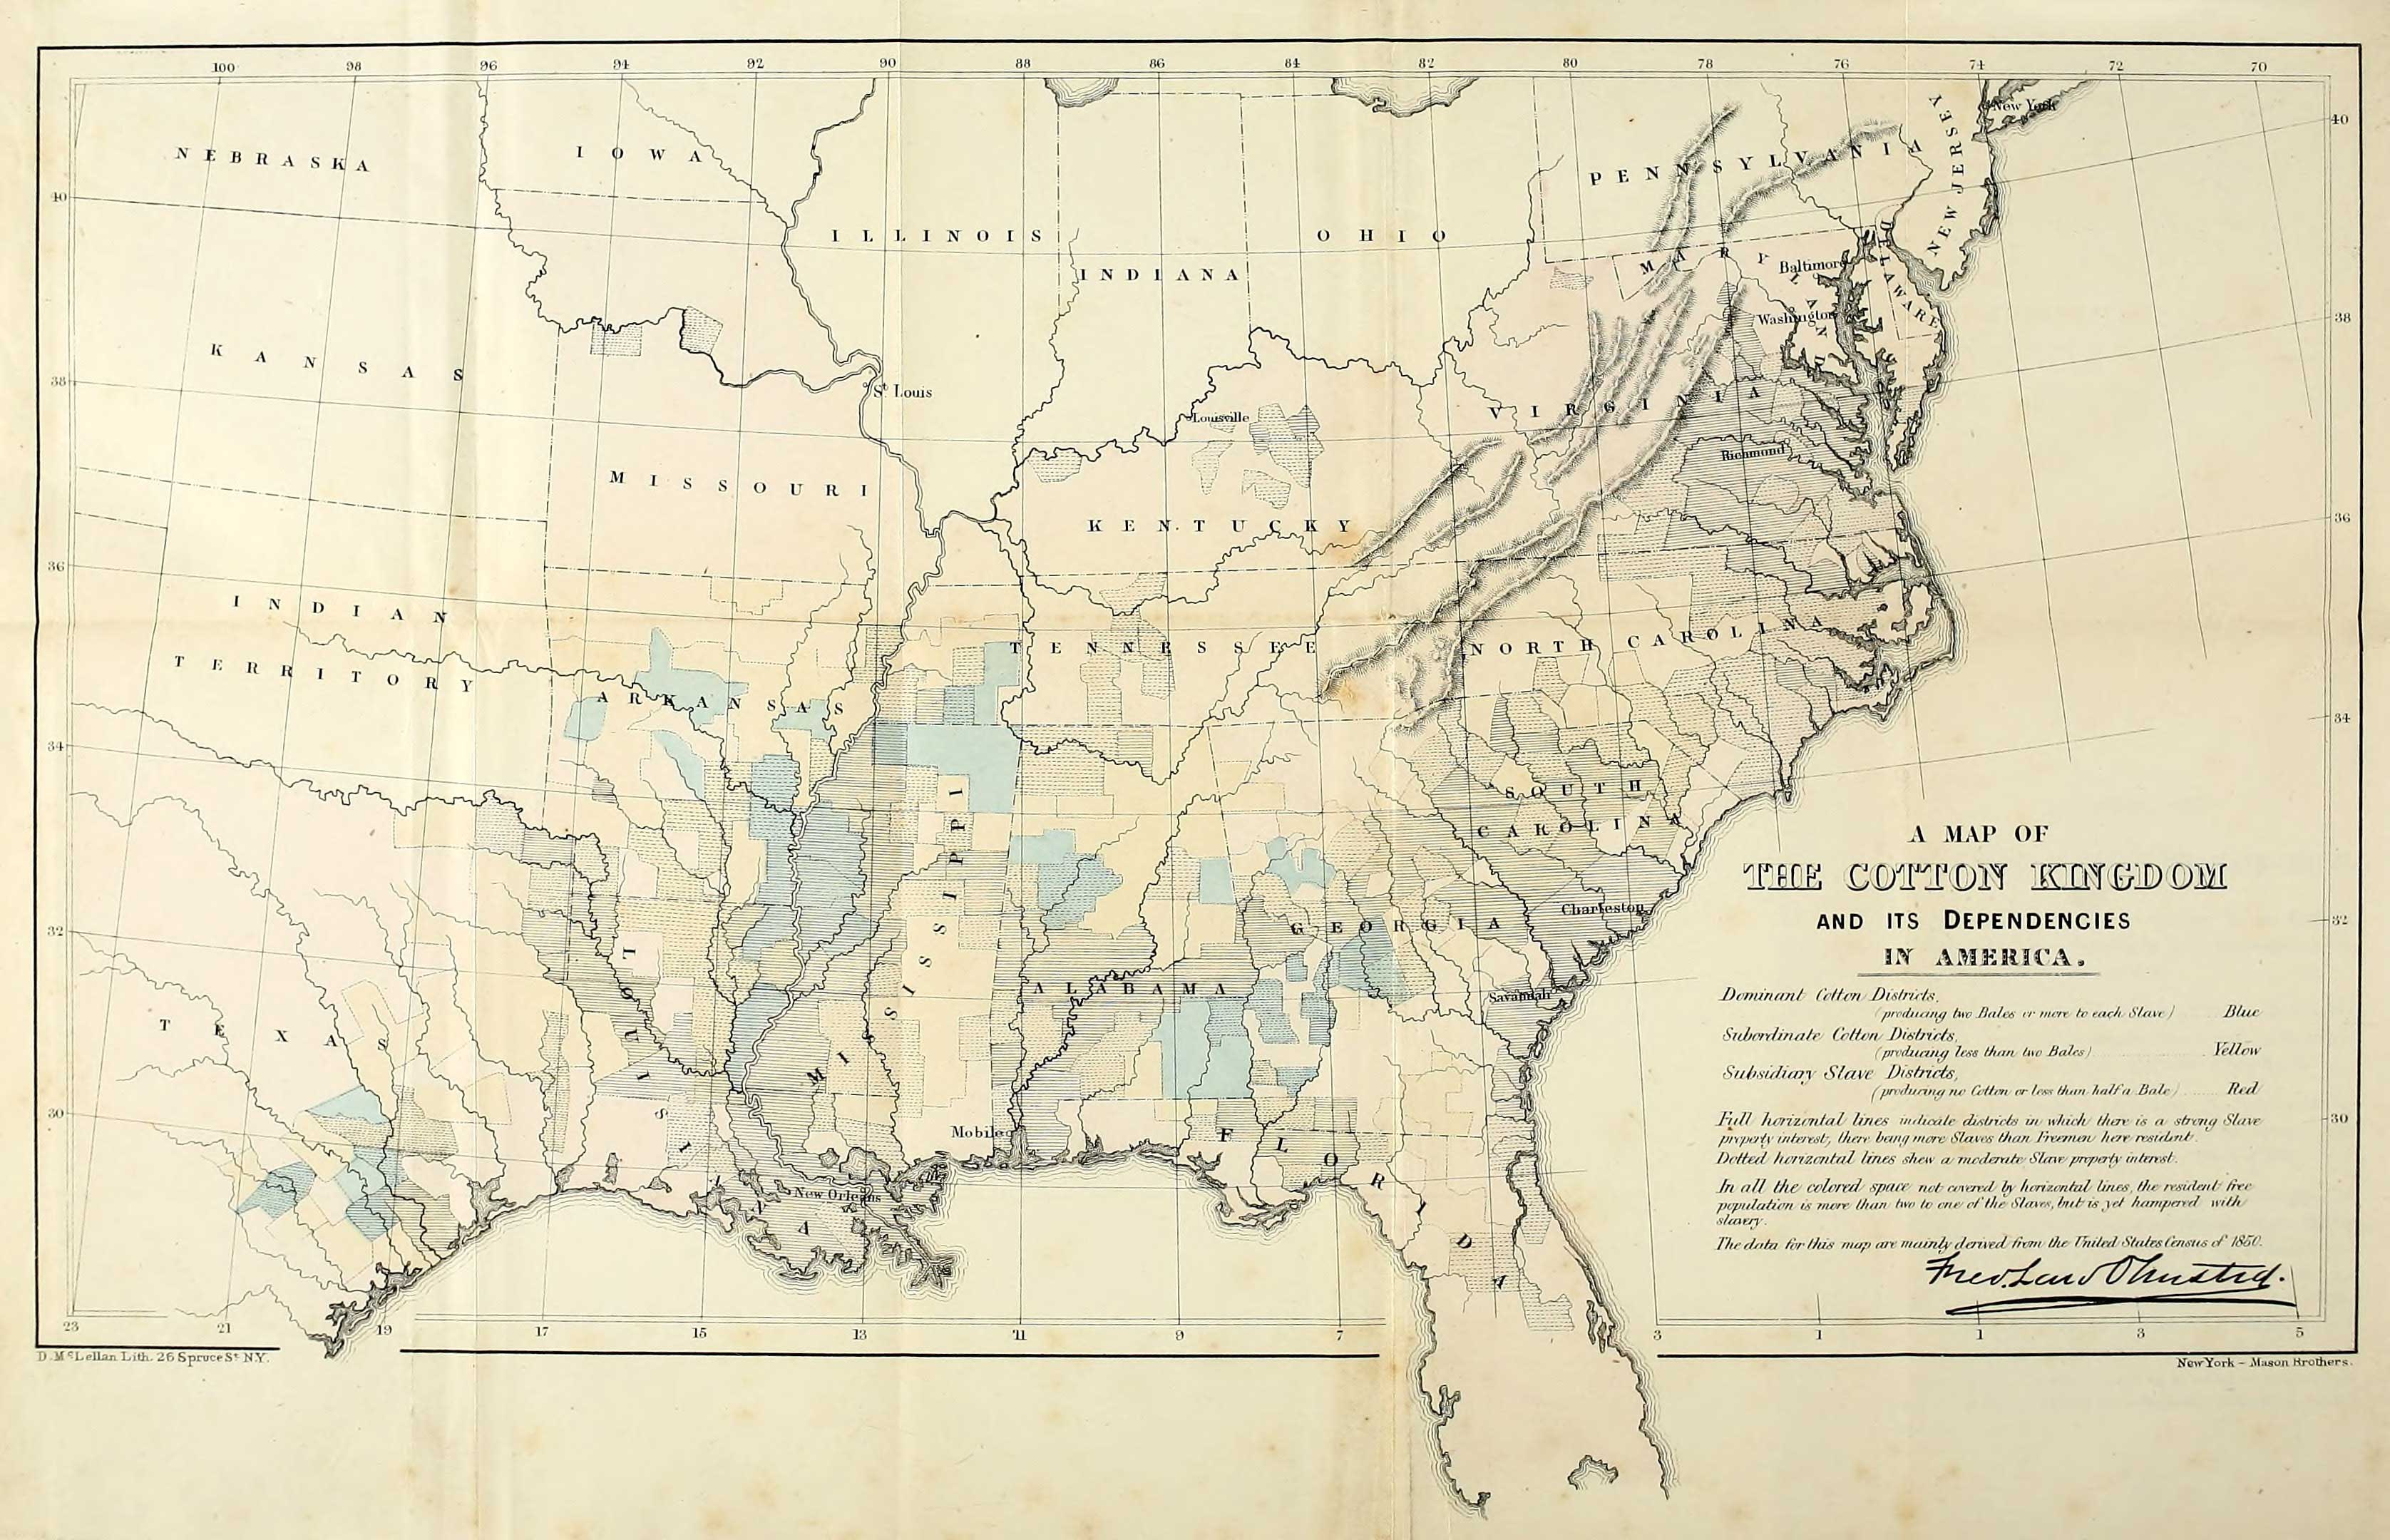 100 98 96 94 92 90 88 86 84 82 80 78 76 74 72 70
New York
40
NEBRASKA
IOWA
PENNSYLVANIA
NEW JERSEY
40
ILLINOIS
OHIO
INDIANA
MARYLAND
Baltimore
DELAWARE
Washington
38
KANSAS
38
St. Louis
Louisville
VIRGINIA
Richmond
MISSOURI
KENTUCKY
36
36
INDIAN
TERRITORY
TENNESSEE
NORTH CAROLINA
ARKANSAS
34
34
SOUTH
CAROLINA
MISSISSIPPI
Charleston
GEORGIA
32
32
LOUISIANA
ALABAMA
Savannah
TEXAS
30
30
Mobile
FLORIDA
New Orleans
A MAP OF
THE COTTON KINGDOM
AND ITS DEPENDENCIES
IN AMERICA.
Dominant Cotton Districts,
(producing two Bales or more to each Slave) Blue
Subordinate Cotton Districts,
(producing less than two Bales) Yellow
Subsidiary Slave Districts,
(producing no Cotton or less than half a Bale) Red
Full horizontal lines indicate districts in which there is a strong Slave
property interest, there being more Slaves than Freemen here resident.
Dotted horizontal lines shew a moderate Slave property interest.
In all the colored space not covered by horizontal lines, the resident free
population is more than two to one of the Slaves, but is yet hampered with
slavery.
The data for this map are mainly derived from the United States Census of 1850.
Fred. Law Olmsted.
23 21 19 17 15 13 11 9 7 3 1 1 3 5
D. McLellan Lith. 26 Spruce St. N.Y.
New York – Mason Brothers.